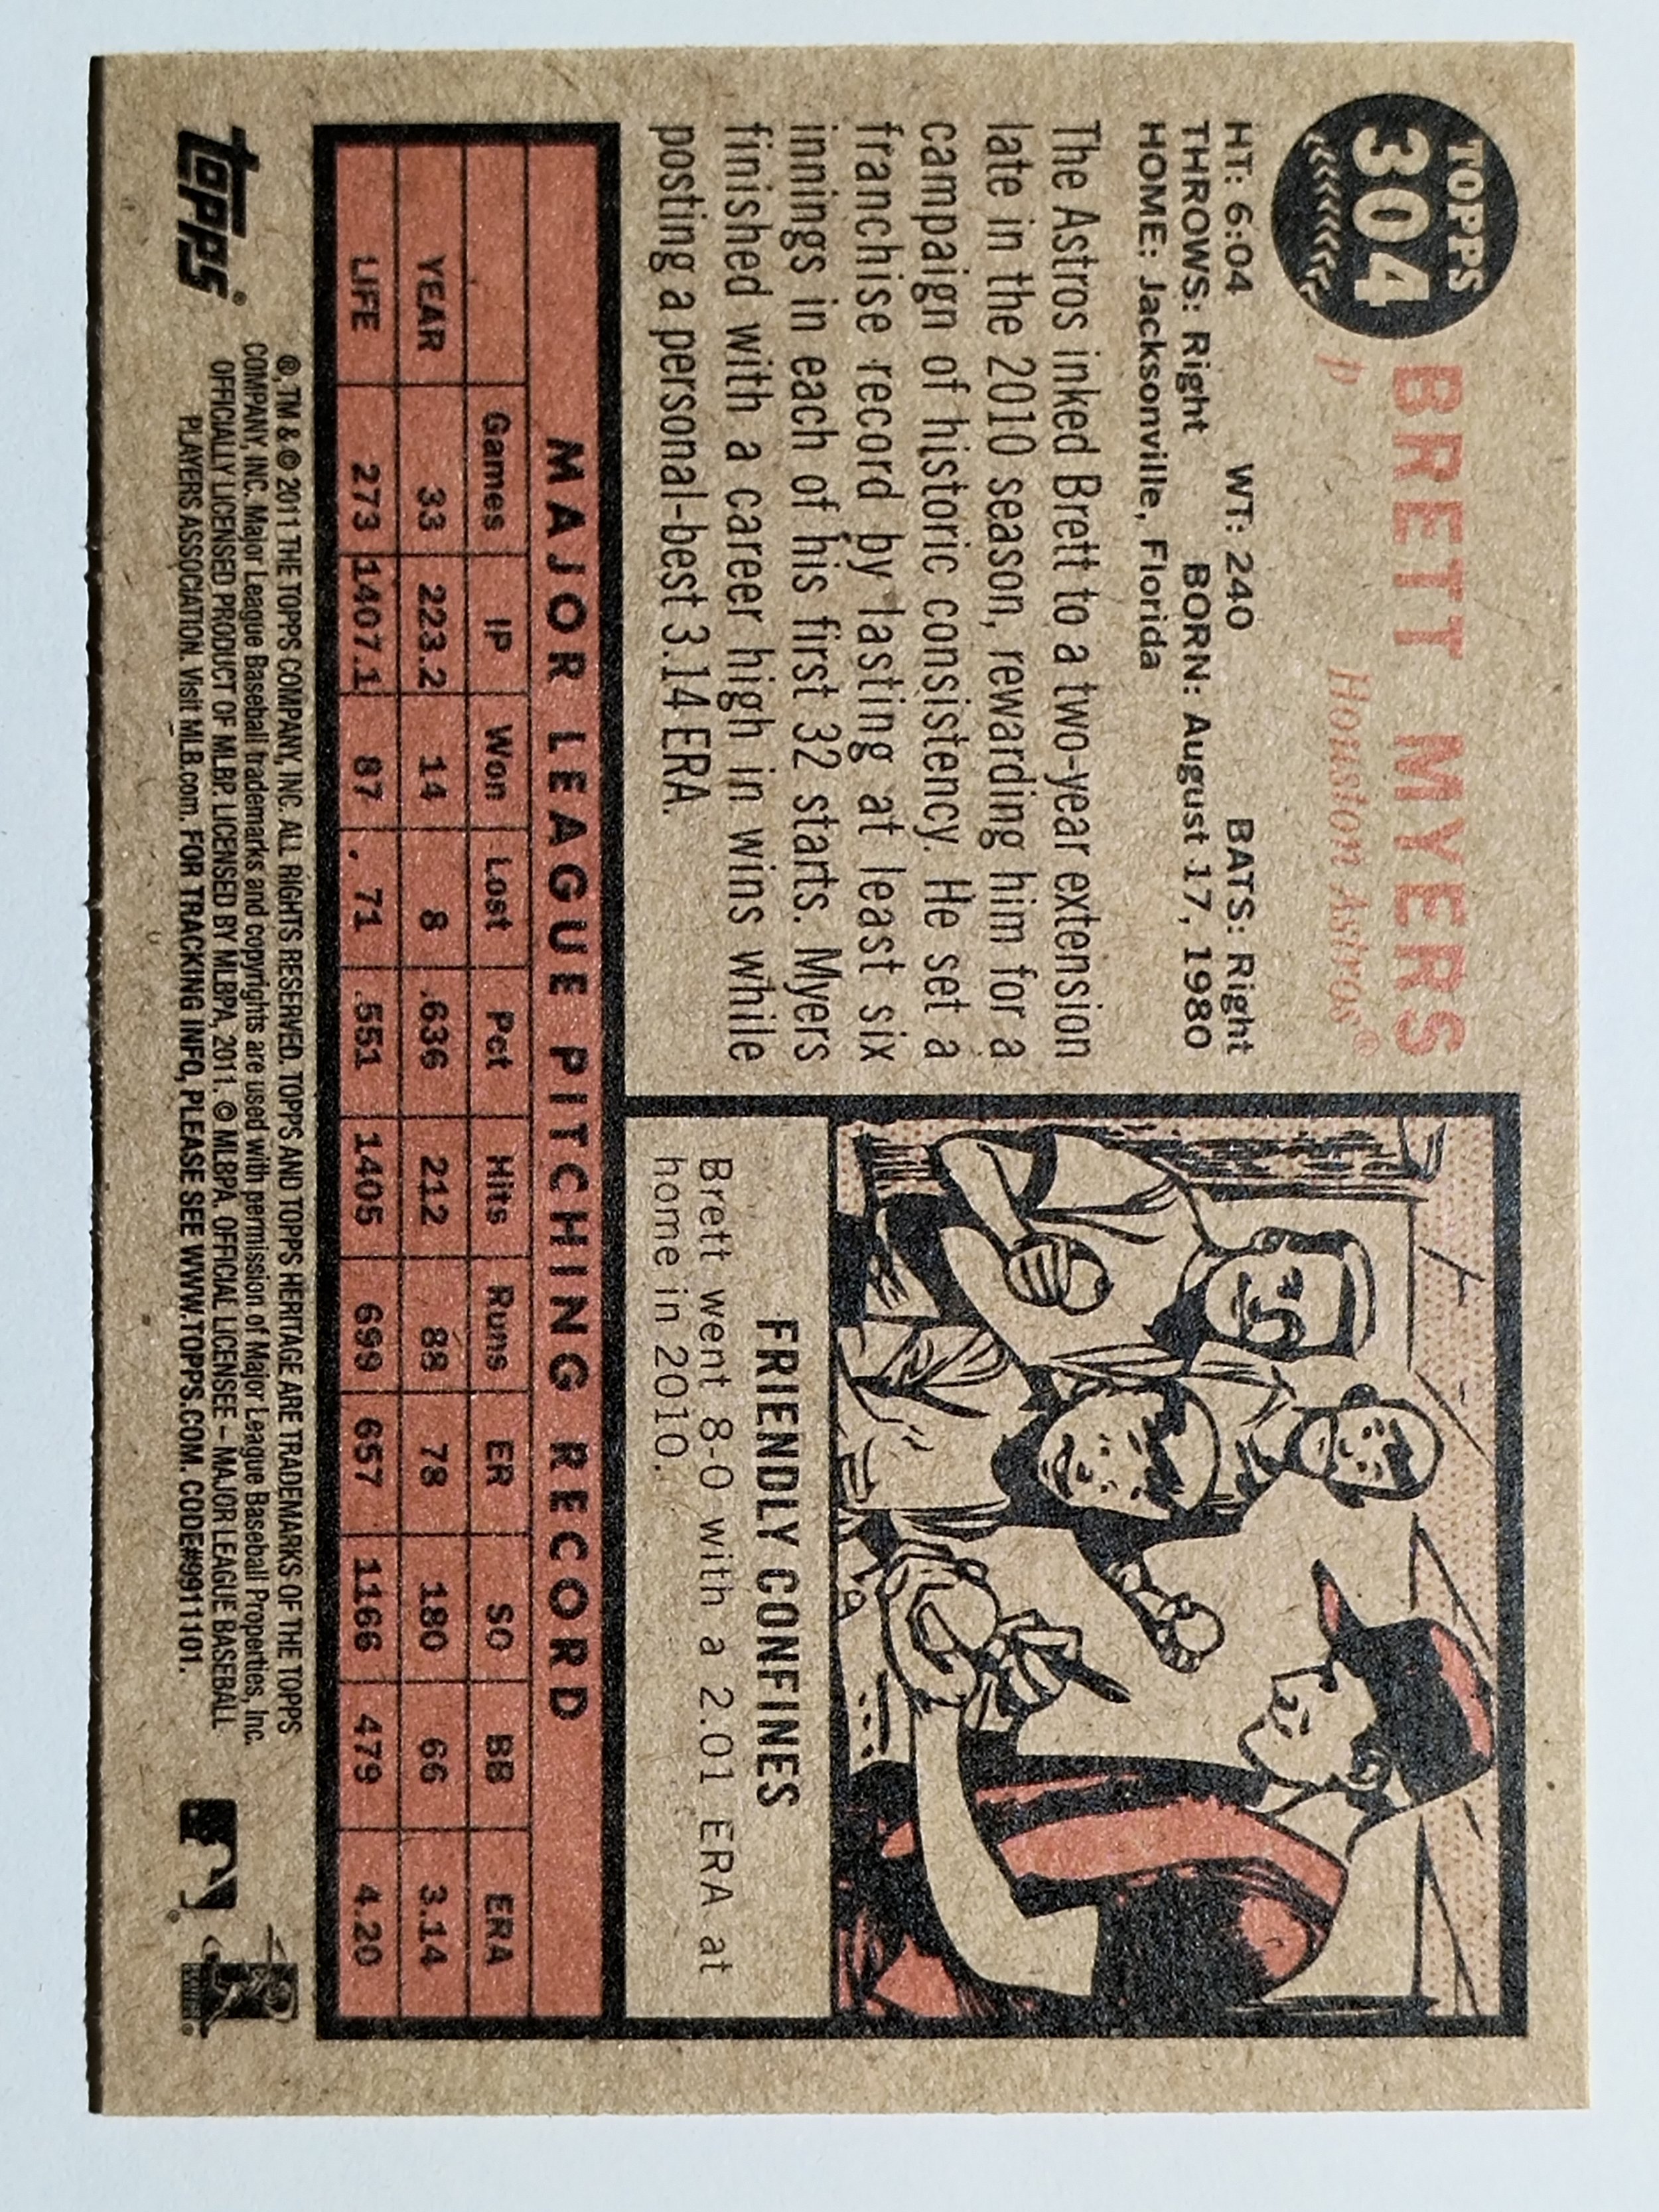 TOPPS
304
BRETT MYERS
p Houston Astros®
HT: 6:04 WT: 240 BATS: Right
THROWS: Right BORN: August 17, 1980
HOME: Jacksonville, Florida
The Astros inked Brett to a two-year extension
late in the 2010 season, rewarding him for a
campaign of historic consistency. He set a
franchise record by lasting at least six
innings in each of his first 32 starts. Myers
finished with a career high in wins while
posting a personal-best 3.14 ERA.
FRIENDLY CONFINES
Brett went 8-0 with a 2.01 ERA at
home in 2010.
MAJOR LEAGUE PITCHING RECORD
Games IP Won Lost Pct Hits Runs ER SO BB ERA
YEAR 33 223.2 14 8 .636 212 88 78 180 66 3.14
LIFE 273 1407.1 87 71 .551 1405 699 657 1166 479 4.20
topps®
®, TM & © 2011 THE TOPPS COMPANY, INC. ALL RIGHTS RESERVED. TOPPS AND TOPPS HERITAGE ARE TRADEMARKS OF THE TOPPS
COMPANY, INC. Major League Baseball trademarks and copyrights are used with permission of Major League Baseball Properties, Inc.
OFFICIALLY LICENSED PRODUCT OF MLBP. LICENSED BY MLBPA, 2011. © MLBPA. OFFICIAL LICENSEE – MAJOR LEAGUE BASEBALL
PLAYERS ASSOCIATION. Visit MLB.com. FOR TRACKING INFO, PLEASE SEE WWW.TOPPS.COM. CODE#9911101.